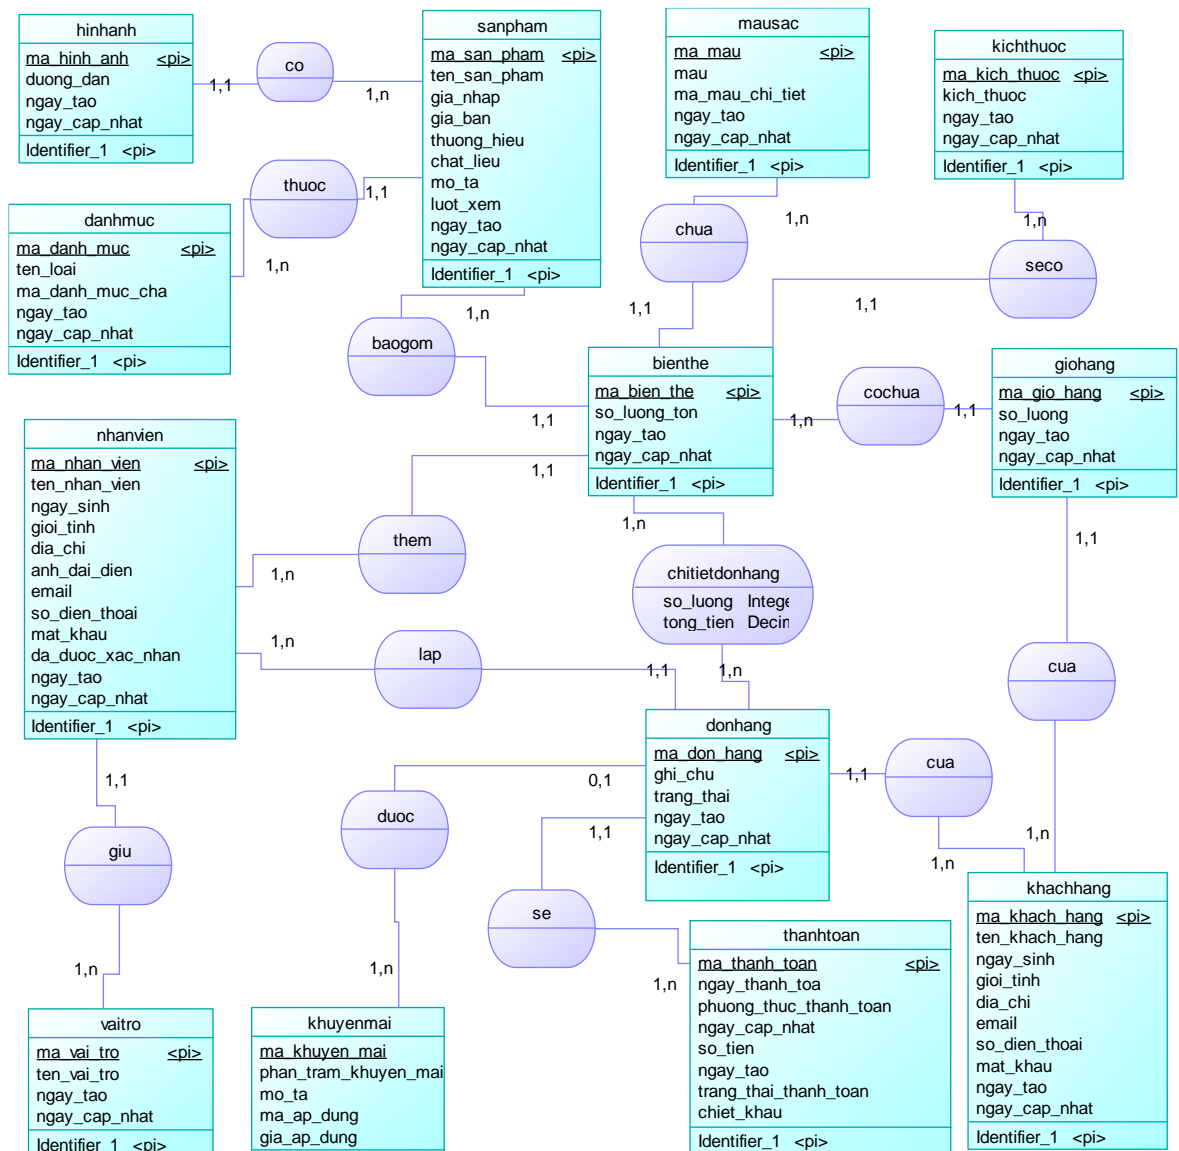 hinhanh
ma_hinh_anh <pi>
duong_dan
ngay_tao
ngay_cap_nhat
Identifier_1 <pi>
co
1,1
1,n
sanpham
ma_san_pham <pi>
ten_san_pham
gia_nhap
gia_ban
thuong_hieu
chat_lieu
mo_ta
luot_xem
ngay_tao
ngay_cap_nhat
Identifier_1 <pi>
mausac
ma_mau <pi>
mau
ma_mau_chi_tiet
ngay_tao
ngay_cap_nhat
Identifier_1 <pi>
kichthuoc
ma_kich_thuoc <pi>
kich_thuoc
ngay_tao
ngay_cap_nhat
Identifier_1 <pi>
thuoc
1,1
1,n
danhmuc
ma_danh_muc <pi>
ten_loai
ma_danh_muc_cha
ngay_tao
ngay_cap_nhat
Identifier_1 <pi>
chua
1,n
1,1
seco
1,n
1,1
baogom
1,n
1,1
bienthe
ma_bien_the <pi>
so_luong_ton
ngay_tao
ngay_cap_nhat
Identifier_1 <pi>
cochua
1,n
1,1
giohang
ma_gio_hang <pi>
so_luong
ngay_tao
ngay_cap_nhat
Identifier_1 <pi>
nhanvien
ma_nhan_vien <pi>
ten_nhan_vien
ngay_sinh
gioi_tinh
dia_chi
anh_dai_dien
email
so_dien_thoai
mat_khau
da_duoc_xac_nhan
ngay_tao
ngay_cap_nhat
Identifier_1 <pi>
them
1,1
1,n
chitietdonhang
so_luong Intege
tong_tien Decin
1,n
1,n
lap
1,n
1,1
cua
1,1
1,n
donhang
ma_don_hang <pi>
ghi_chu
trang_thai
ngay_tao
ngay_cap_nhat
Identifier_1 <pi>
cua
1,1
1,n
duoc
0,1
1,n
giu
1,1
1,n
se
1,1
1,n
khachhang
ma_khach_hang <pi>
ten_khach_hang
ngay_sinh
gioi_tinh
dia_chi
email
so_dien_thoai
mat_khau
ngay_tao
ngay_cap_nhat
Identifier_1 <pi>
thanhtoan
ma_thanh_toan <pi>
ngay_thanh_toa
phuong_thuc_thanh_toan
ngay_cap_nhat
so_tien
ngay_tao
trang_thai_thanh_toan
chiet_khau
Identifier_1 <pi>
vaitro
ma_vai_tro <pi>
ten_vai_tro
ngay_tao
ngay_cap_nhat
Identifier_1 <pi>
khuyenmai
ma_khuyen_mai
phan_tram_khuyen_mai
mo_ta
ma_ap_dung
gia_ap_dung